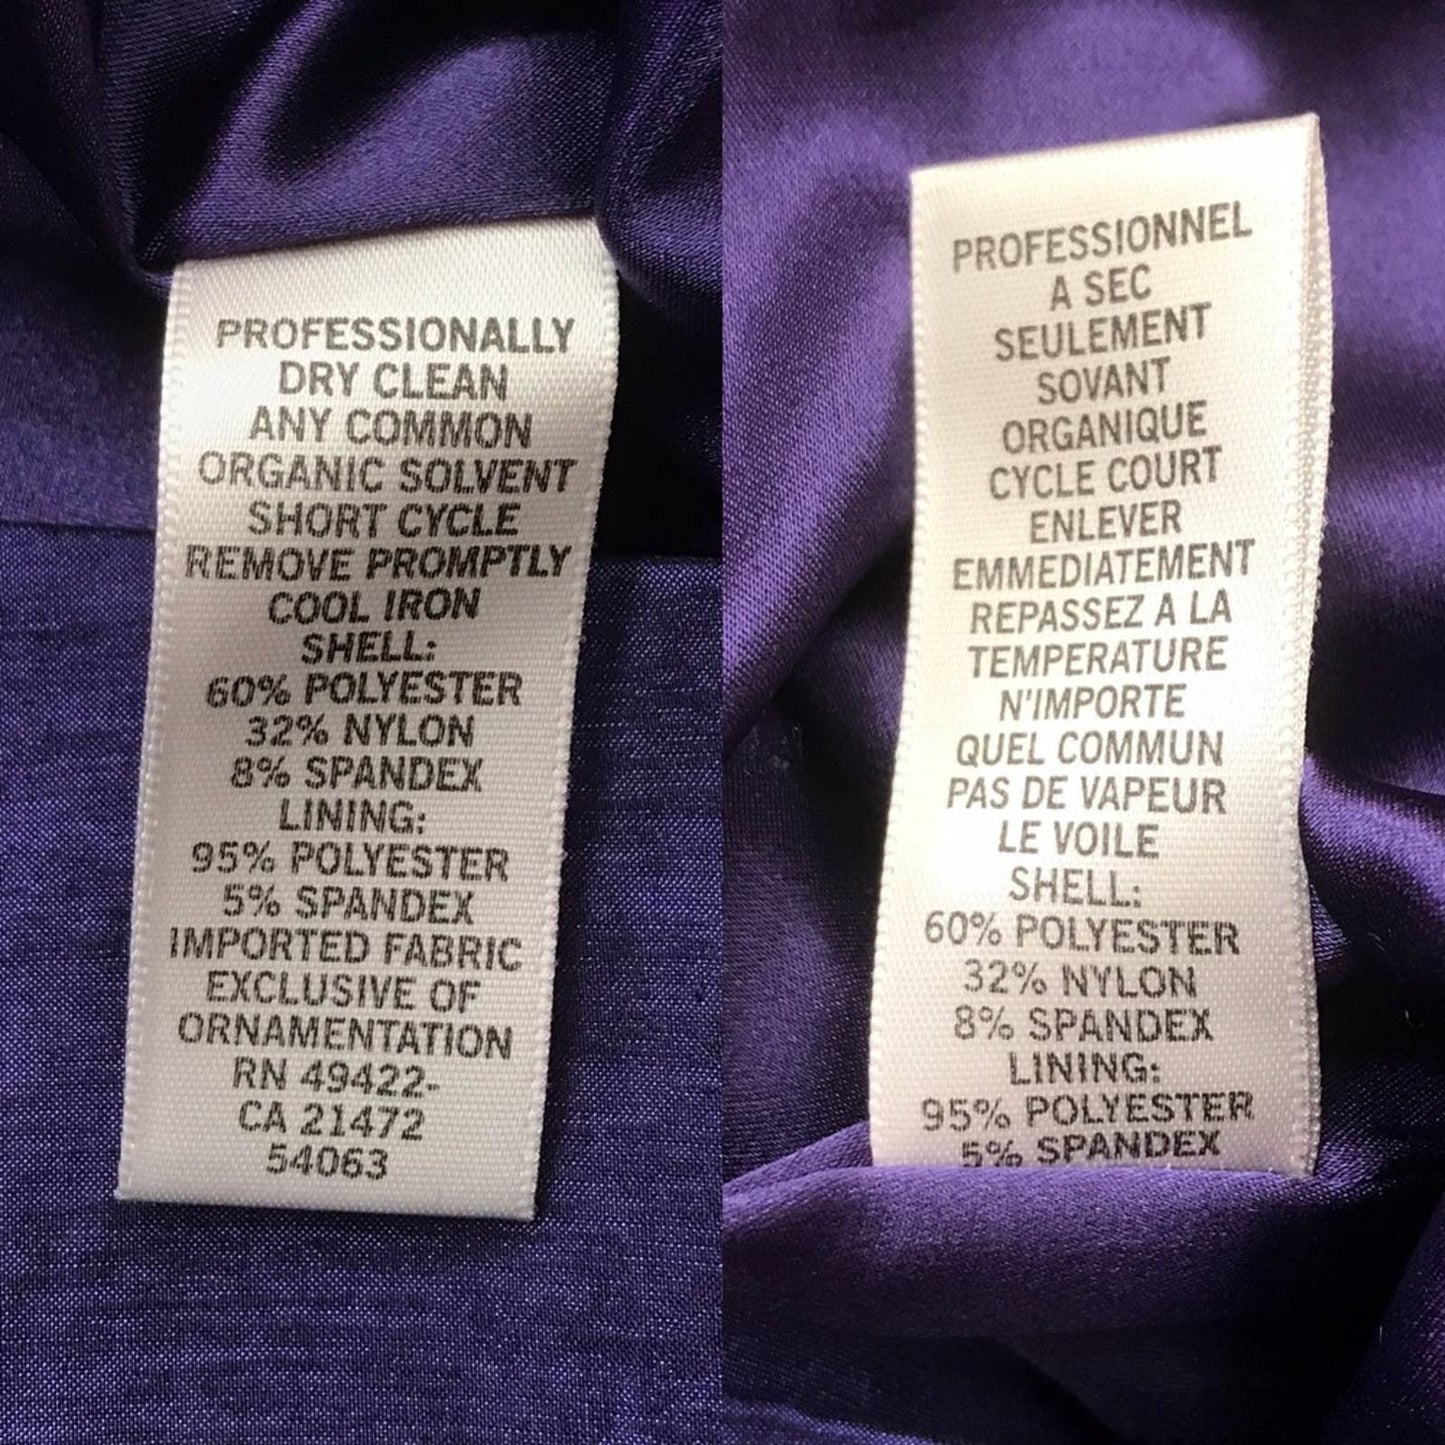 PROFESSIONALLY
DRY CLEAN
ANY COMMON
ORGANIC SOLVENT
SHORT CYCLE
REMOVE PROMPTLY
COOL IRON
SHELL:
60% POLYESTER
32% NYLON
8% SPANDEX
LINING:
95% POLYESTER
5% SPANDEX
IMPORTED FABRIC
EXCLUSIVE OF
ORNAMENTATION
RN 49422-
CA 21472
54063
PROFESSIONNEL
A SEC
SEULEMENT
SOVANT
ORGANIQUE
CYCLE COURT
ENLEVER
EMMEDIATEMENT
REPASSEZ A LA
TEMPERATURE
N'IMPORTE
QUEL COMMUN
PAS DE VAPEUR
LE VOILE
SHELL:
60% POLYESTER
32% NYLON
8% SPANDEX
LINING:
95% POLYESTER
5% SPANDEX